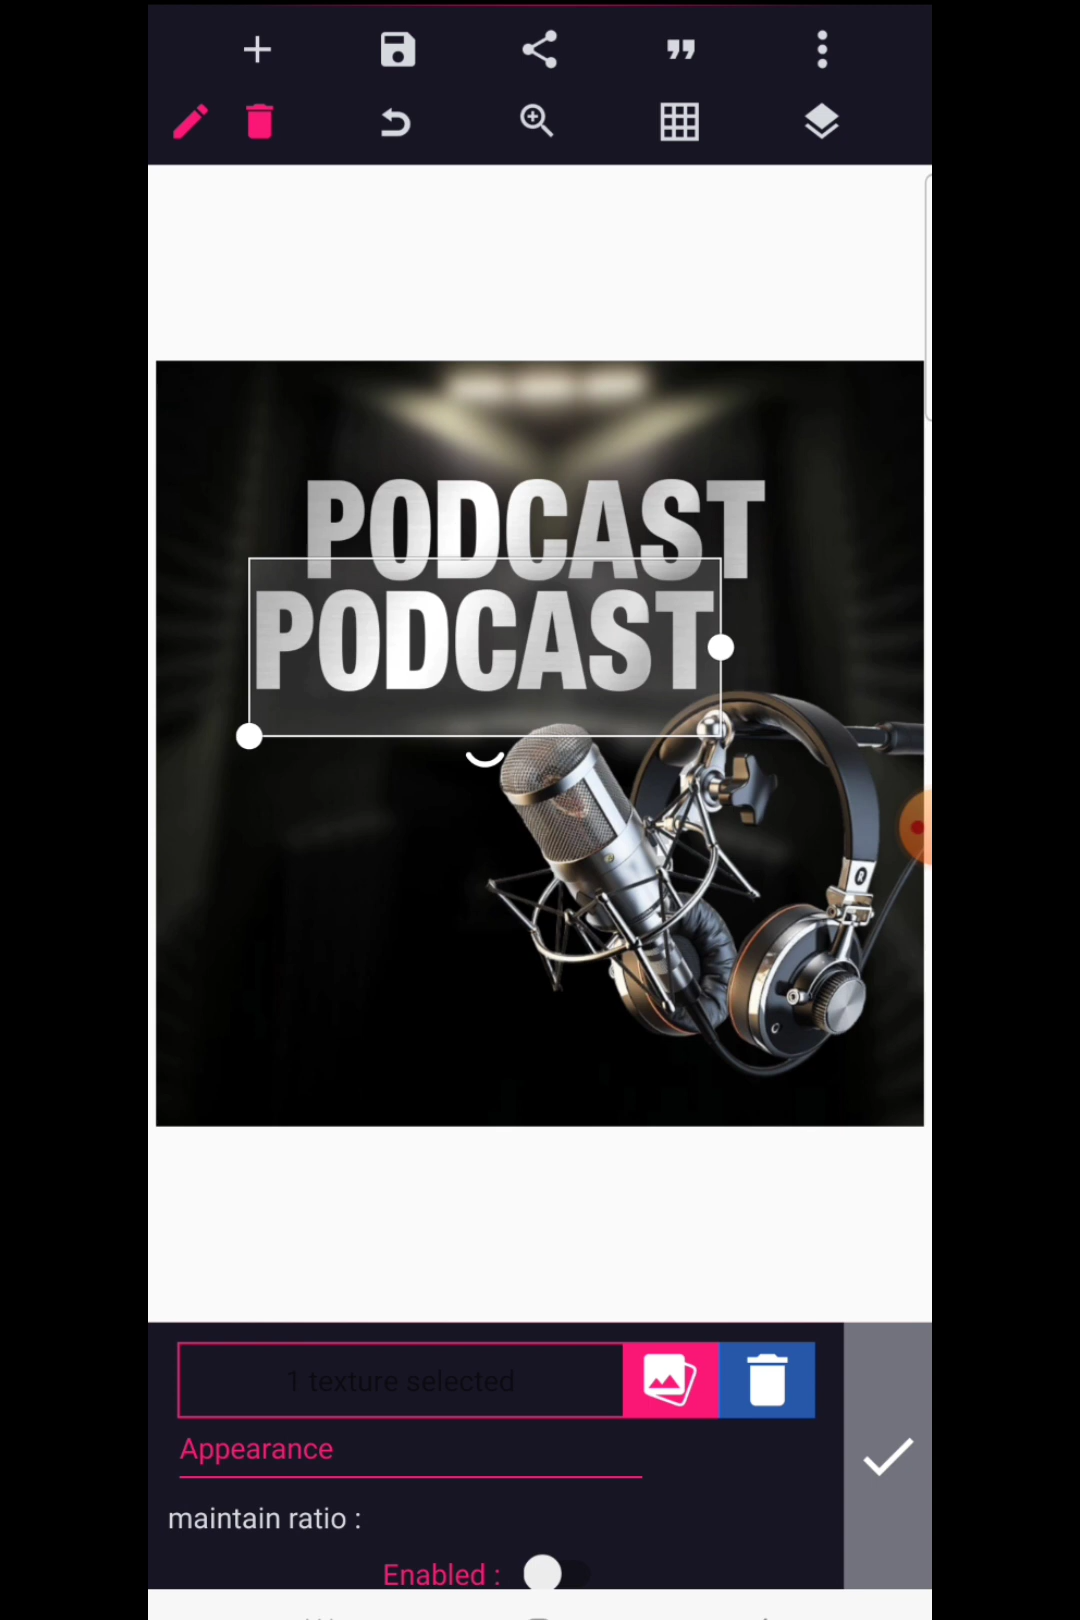 PODCAST
PODCAST
1 texture selected
Appearance
maintain ratio :
Enabled :